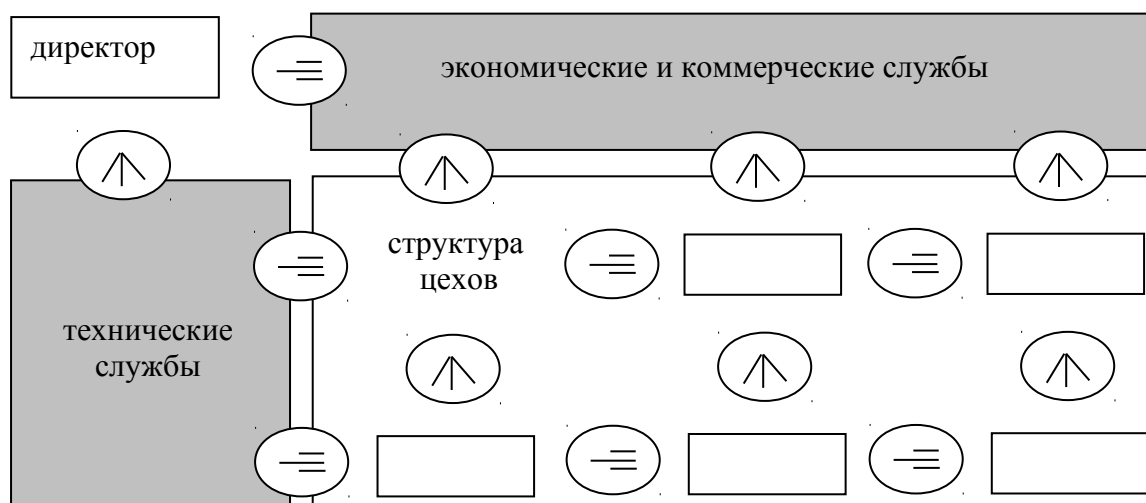 директор
экономические и коммерческие службы
структура
цехов
технические
службы